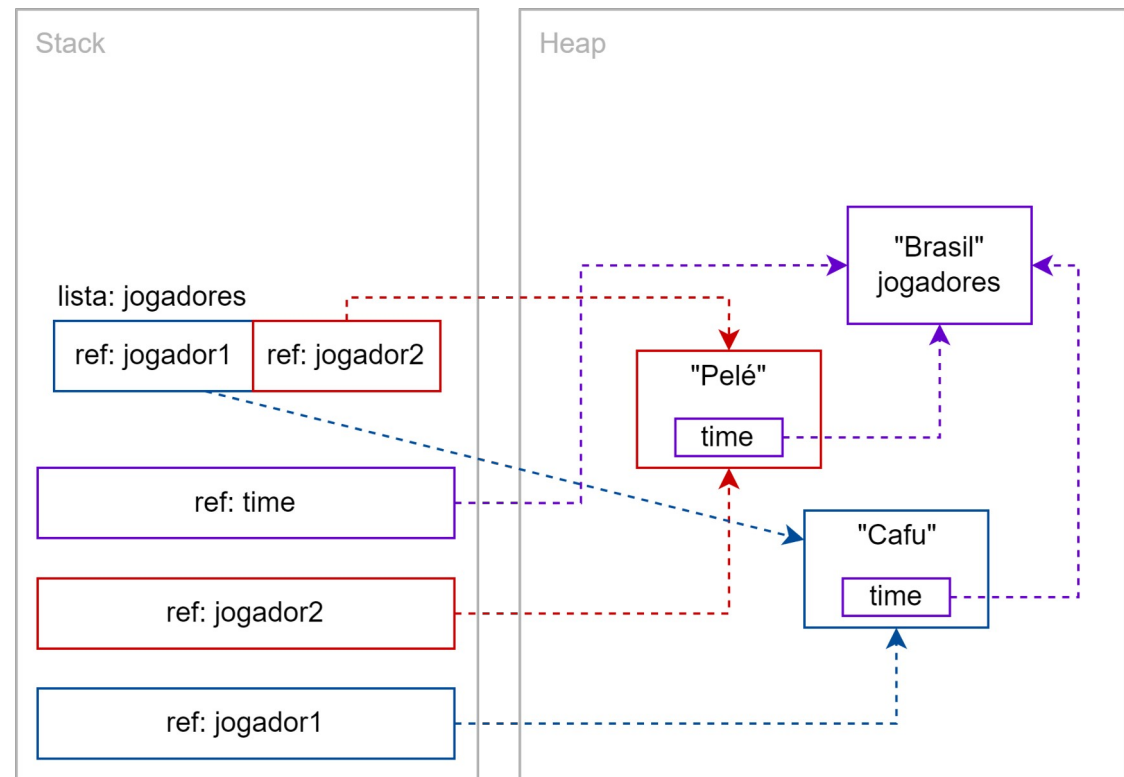 Stack
Heap
"Brasil"
jogadores
lista: jogadores
ref: jogador1
ref: jogador2
"Pelé"
time
ref: time
"Cafu"
time
ref: jogador2
ref: jogador1